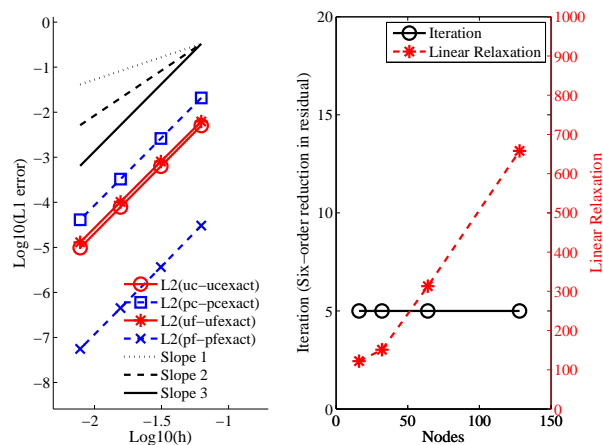 0
−1
−2
−3
−4
−5
−6
−7
−8
Log10(L1 error)
L2(uc−ucexact)
L2(pc−pcexact)
L2(uf−ufexact)
L2(pf−pfexact)
Slope 1
Slope 2
Slope 3
−2
−1.5
−1
Log10(h)
20
15
10
5
0
Iteration (Six−order reduction in residual)
Iteration
Linear Relaxation
0
50
100
150
Nodes
1000
900
800
700
600
500
400
300
200
100
0
Linear Relaxation